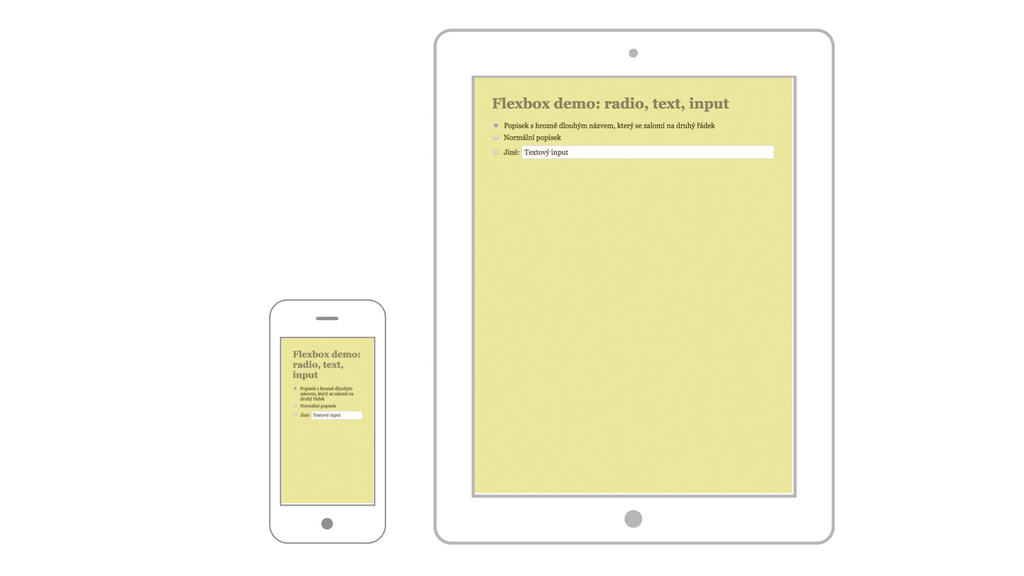 Flexbox demo: radio, text, input
Popisek s hrozně dlouhým názvem, který se zalomí na druhý řádek
Normální popisek
Jiné: Textový input
Flexbox demo:
radio, text,
input
Popisek s hrozně dlouhým
názvem, který se zalomí na
druhý řádek
Normální popisek
Jiné: Textový input